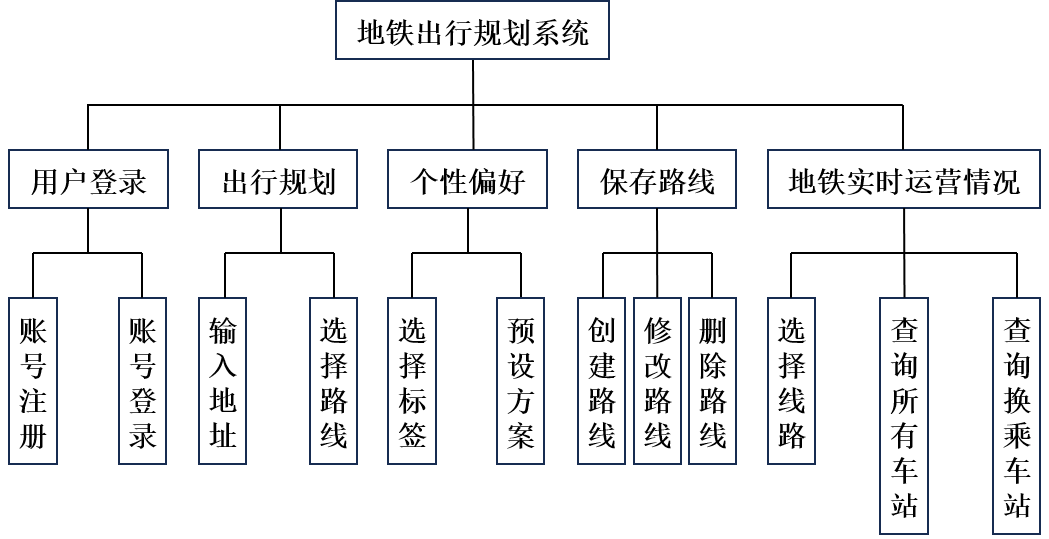 地铁出行规划系统
用户登录
出行规划
个性偏好
保存路线
地铁实时运营情况
账号注册
账号登录
输入地址
选择路线
选择标签
预设方案
创建路线
修改路线
删除路线
选择线路
查询所有车站
查询换乘车站